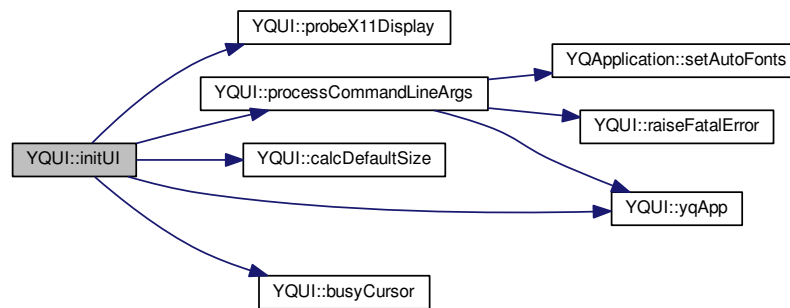 YQUI::probeX11Display
YQApplication::setAutoFonts
YQUI::processCommandLineArgs
YQUI::raiseFatalError
YQUI::initUI
YQUI::calcDefaultSize
YQUI::yqApp
YQUI::busyCursor